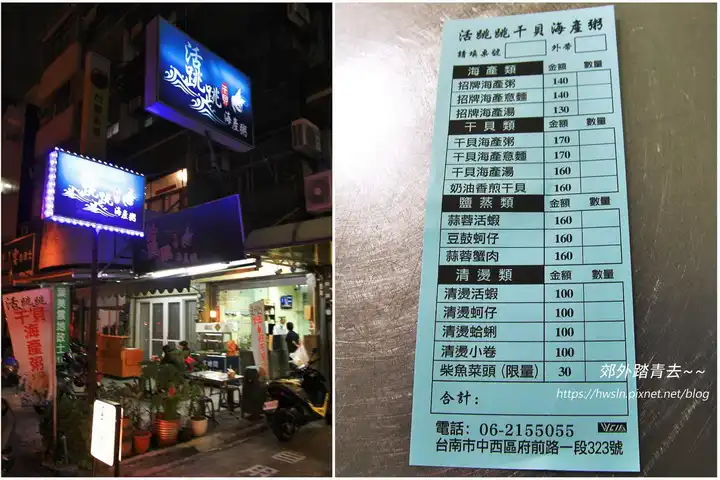 活跳跳
干貝
海產粥
跳跳
海產粥
活跳跳
干貝海產粥
活跳跳干貝海產粥
請填桌號 外帶
海產類 金額 數量
招牌海產粥 140
招牌海產意麵 140
招牌海產湯 130
干貝類 金額 數量
干貝海產粥 170
干貝海產意麵 170
干貝海產湯 160
奶油香煎干貝 160
鹽蒸類 金額 數量
蒜蓉活蝦 160
豆鼓蚵仔 160
蒜蓉蟹肉 160
清燙類 金額 數量
清燙活蝦 100
清燙蚵仔 100
清燙蛤蜊 100
清燙小卷 100
柴魚菜頭 (限量) 30
合計：
電話: 06-2155055
台南市中西區府前路一段323號
郊外踏青去~~
https://hwsln.pixnet.net/blog